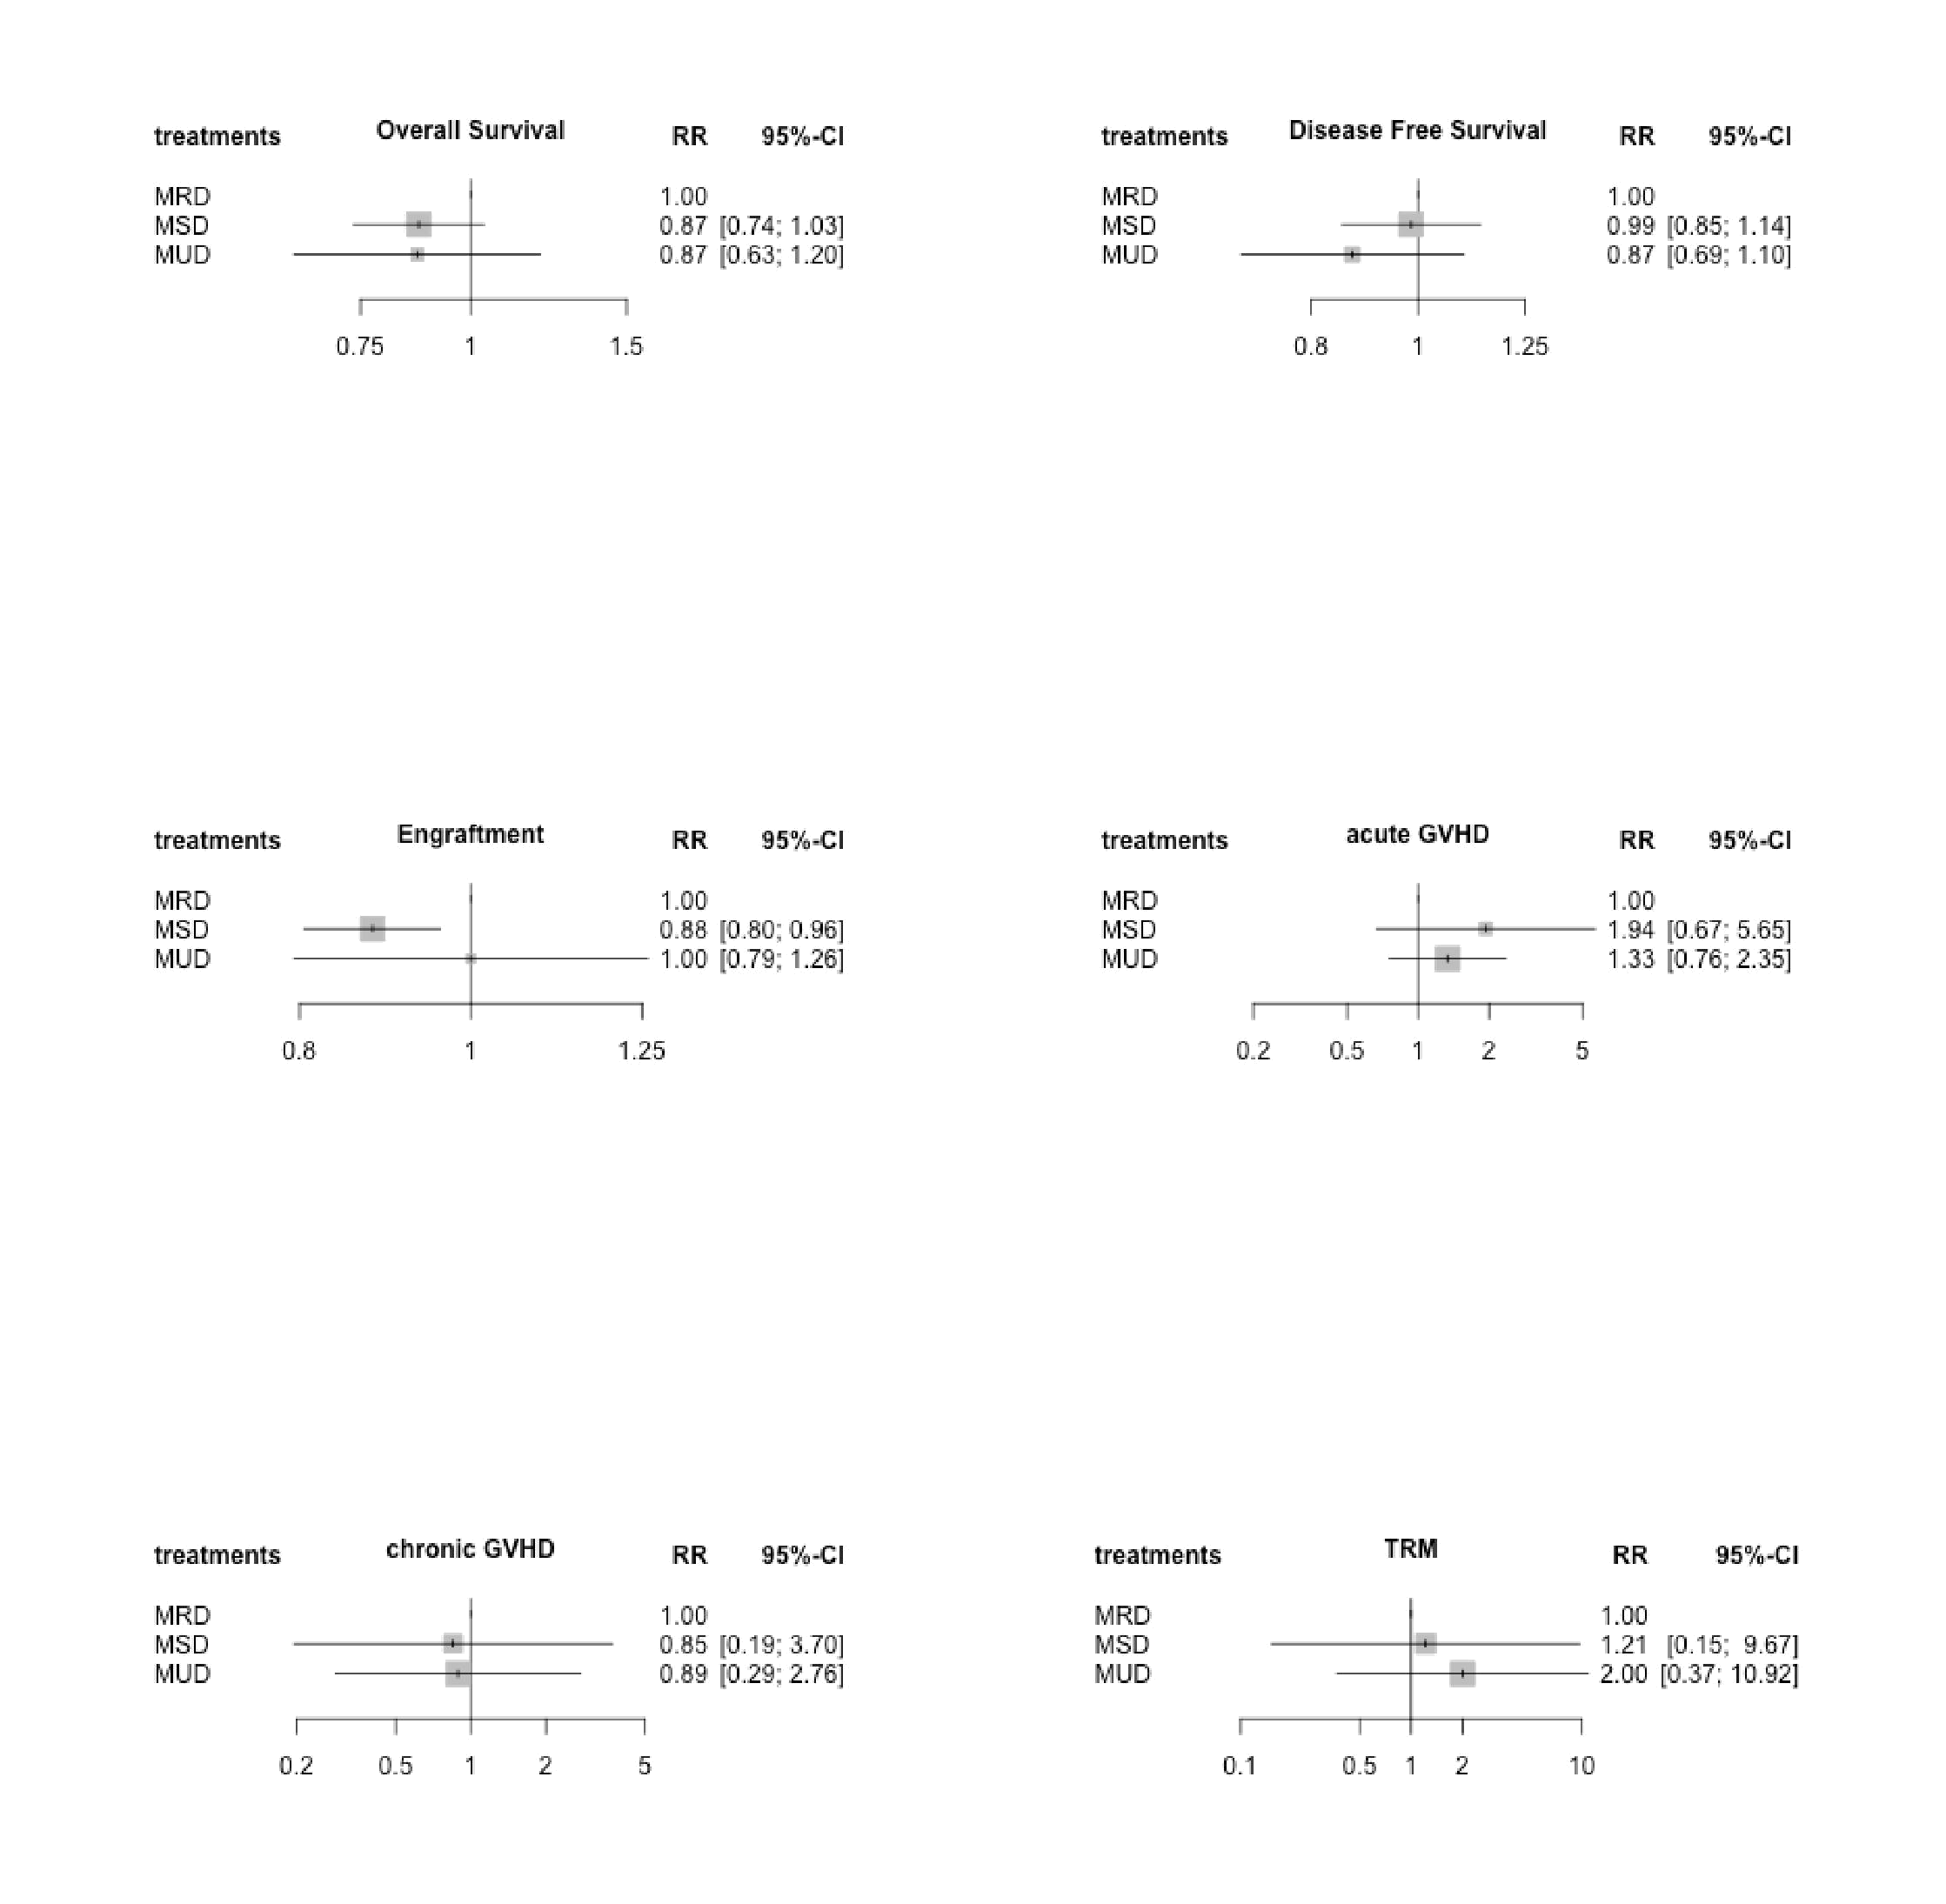 treatments Overall Survival RR 95%-CI
MRD 1.00
MSD 0.87 [0.74; 1.03]
MUD 0.87 [0.63; 1.20]
0.75 1 1.5
treatments Disease Free Survival RR 95%-CI
MRD 1.00
MSD 0.99 [0.85; 1.14]
MUD 0.87 [0.69; 1.10]
0.8 1 1.25
treatments Engraftment RR 95%-CI
MRD 1.00
MSD 0.88 [0.80; 0.96]
MUD 1.00 [0.79; 1.26]
0.8 1 1.25
treatments acute GVHD RR 95%-CI
MRD 1.00
MSD 1.94 [0.67; 5.65]
MUD 1.33 [0.76; 2.35]
0.2 0.5 1 2 5
treatments chronic GVHD RR 95%-CI
MRD 1.00
MSD 0.85 [0.19; 3.70]
MUD 0.89 [0.29; 2.76]
0.2 0.5 1 2 5
treatments TRM RR 95%-CI
MRD 1.00
MSD 1.21 [0.15; 9.67]
MUD 2.00 [0.37; 10.92]
0.1 0.5 1 2 10